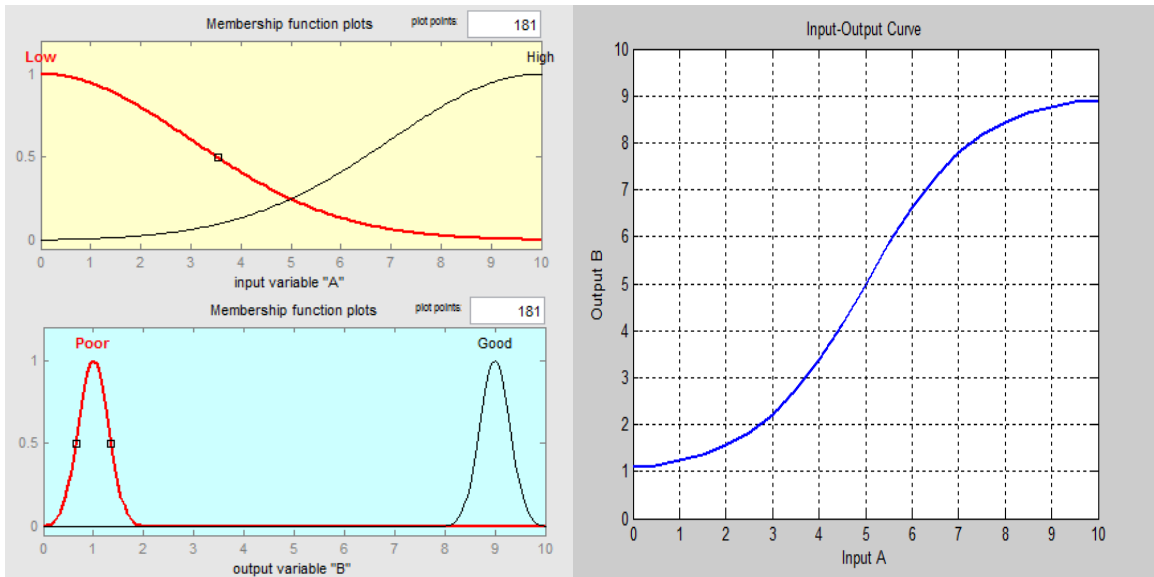 Membership function plots plot points: 181
Low High
1
0.5
0
0 1 2 3 4 5 6 7 8 9 10
input variable "A"
Membership function plots plot points: 181
Poor Good
1
0.5
0
0 1 2 3 4 5 6 7 8 9 10
output variable "B"
Input-Output Curve
10
9
8
7
6
5
4
3
2
1
0
Output B
0 1 2 3 4 5 6 7 8 9 10
Input A